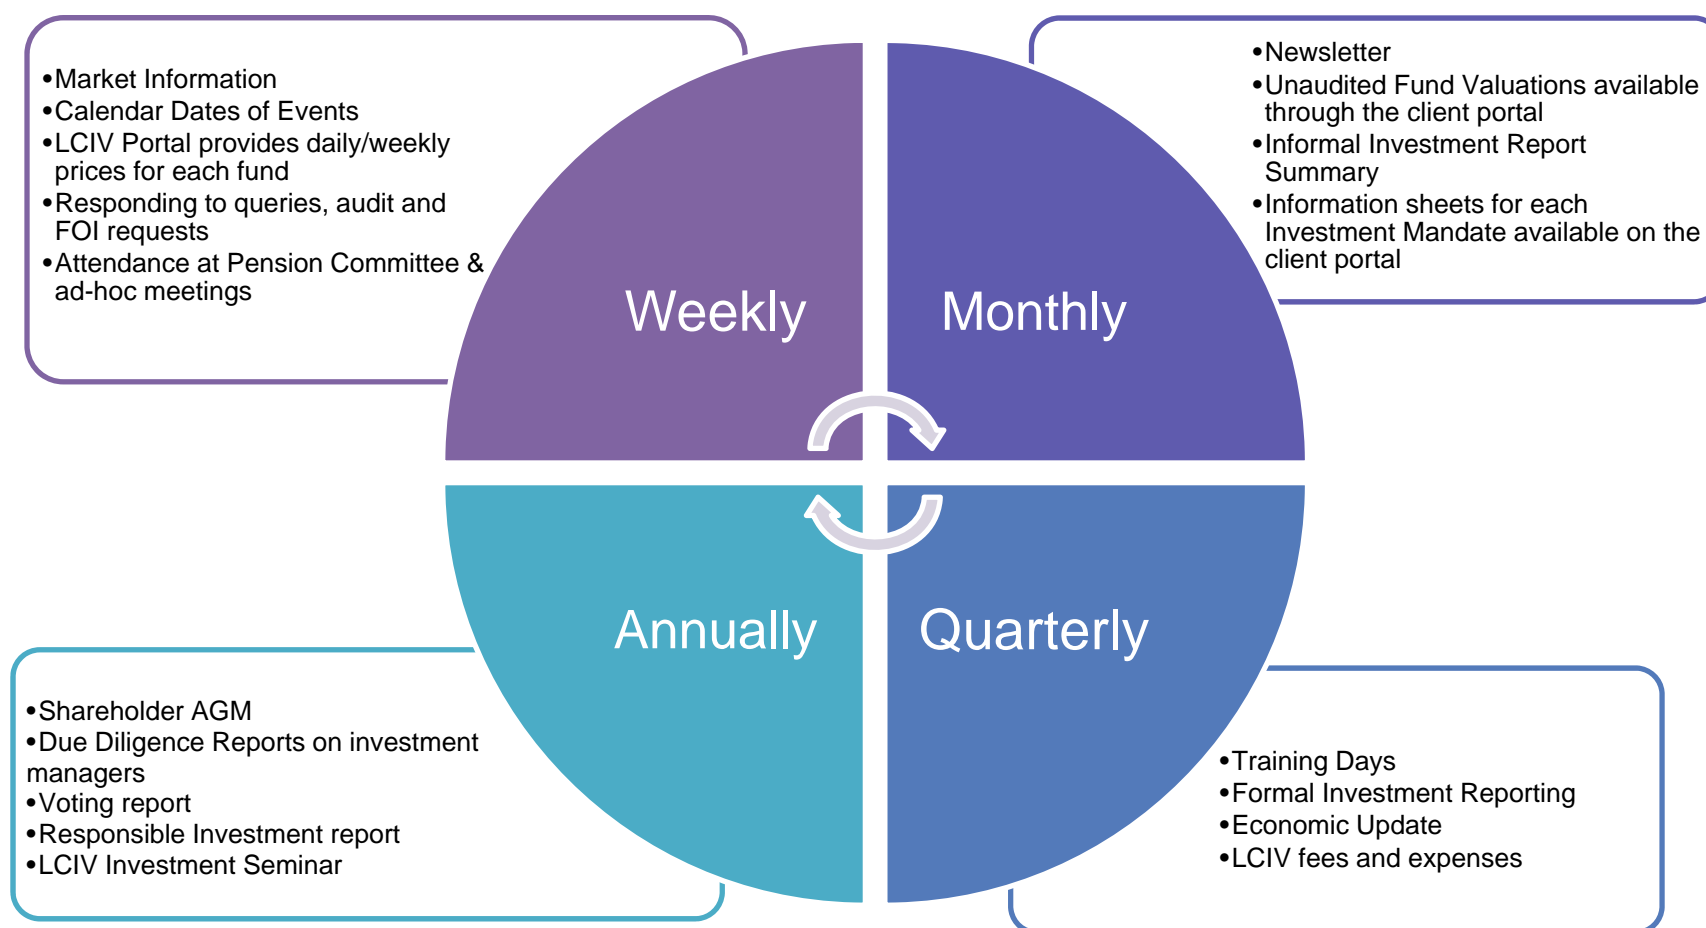 •Market Information
•Calendar Dates of Events
•LCIV Portal provides daily/weekly
prices for each fund
•Responding to queries, audit and
FOI requests
•Attendance at Pension Committee &
ad-hoc meetings
Weekly
•Newsletter
•Unaudited Fund Valuations available
through the client portal
•Informal Investment Report
Summary
•Information sheets for each
Investment Mandate available on the
client portal
Monthly
Annually
•Shareholder AGM
•Due Diligence Reports on investment
managers
•Voting report
•Responsible Investment report
•LCIV Investment Seminar
Quarterly
•Training Days
•Formal Investment Reporting
•Economic Update
•LCIV fees and expenses